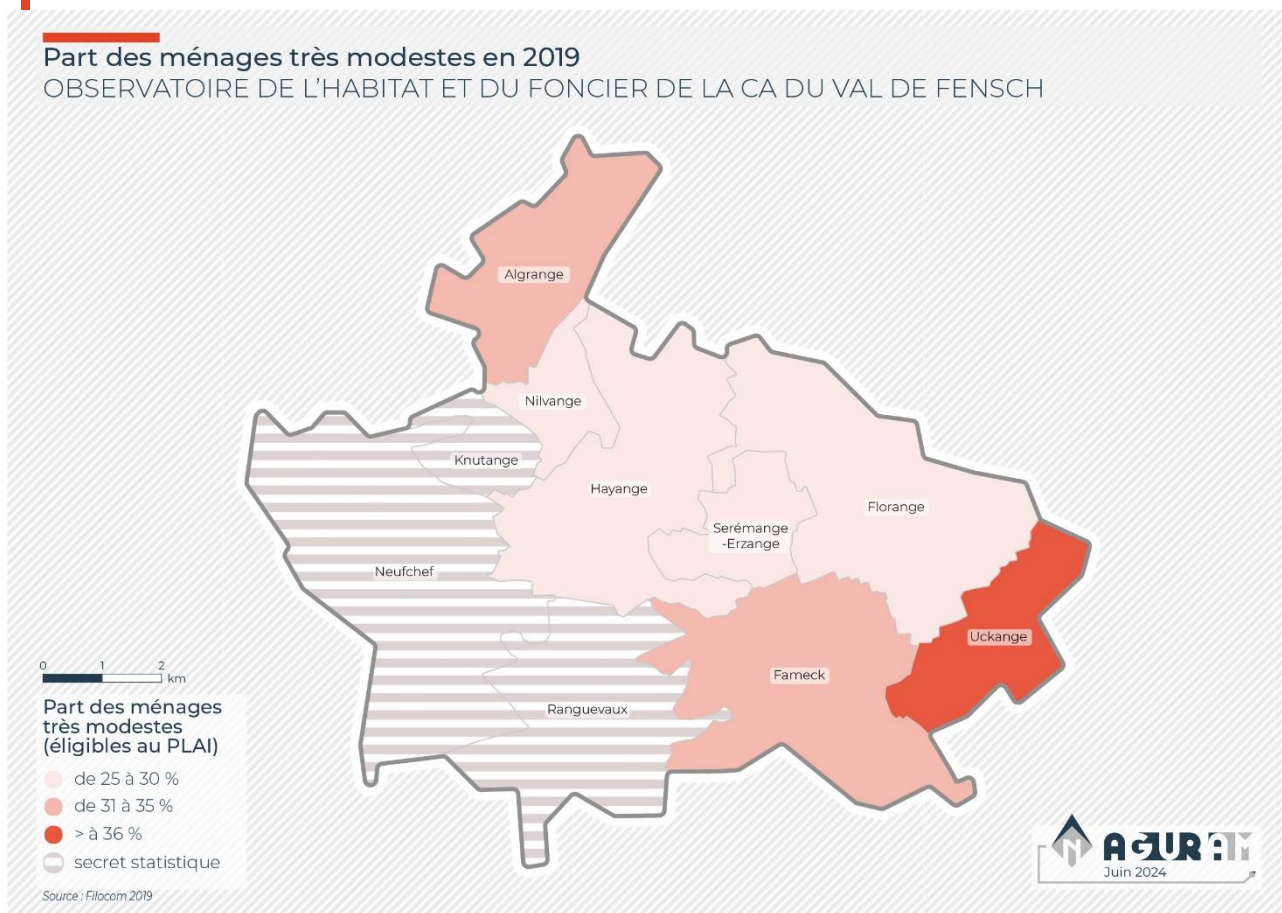 Part des ménages très modestes en 2019
OBSERVATOIRE DE L'HABITAT ET DU FONCIER DE LA CA DU VAL DE FENSCH
Algrange
Nilvange
Knutange
Hayange
Florange
Serémange
-Erzange
Neufchef
Uckange
Fameck
Ranguevaux
0 1 2
km
Part des ménages
très modestes
(éligibles au PLAI)
de 25 à 30 %
de 31 à 35 %
> à 36 %
secret statistique
Source : Filocom 2019
N
AGURAM
Juin 2024